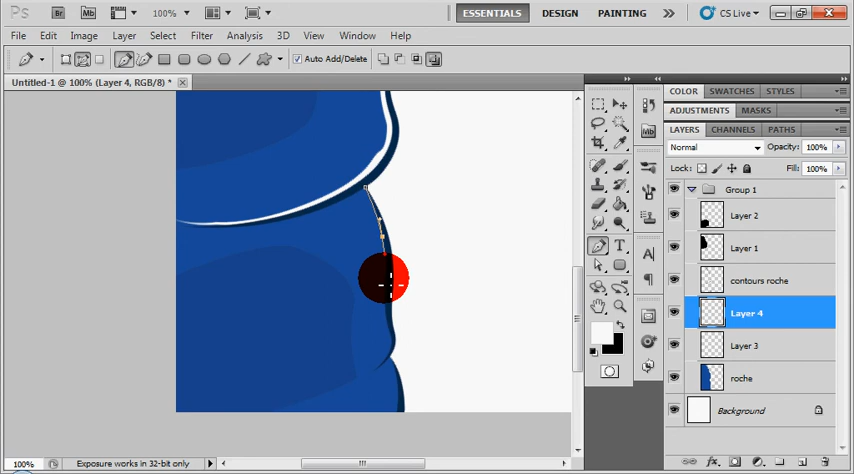 Ps Br Mb 100% ESSENTIALS DESIGN PAINTING CS Live
File Edit Image Layer Select Filter Analysis 3D View Window Help
Auto Add/Delete
Untitled-1 @ 100% (Layer 4, RGB/8) *
COLOR SWATCHES STYLES
ADJUSTMENTS MASKS
LAYERS CHANNELS PATHS
Normal Opacity: 100%
Lock: Fill: 100%
Group 1
Layer 2
Layer 1
contours roche
Layer 4
Layer 3
roche
Background
Mb
T
A
100% Exposure works in 32-bit only
fx